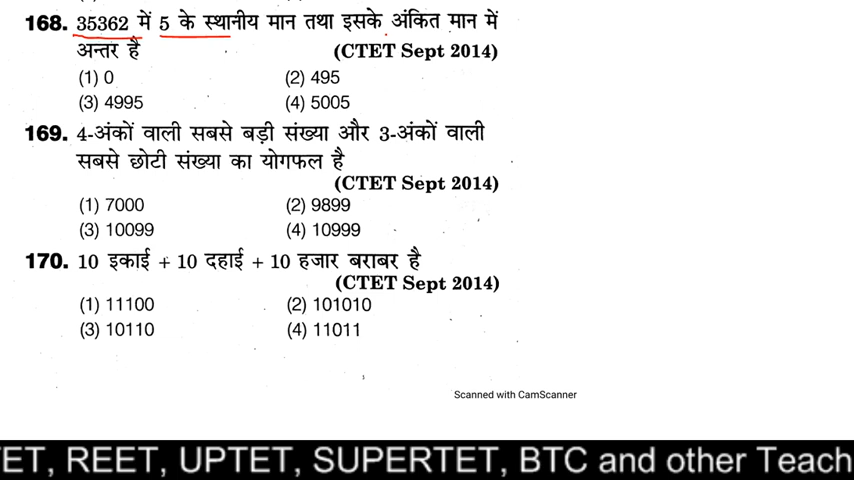 168. 35362 में 5 के स्थानीय मान तथा इसके अंकित मान में
अन्तर है (CTET Sept 2014)
(1) 0 (2) 495
(3) 4995 (4) 5005
169. 4-अंकों वाली सबसे बड़ी संख्या और 3-अंकों वाली
सबसे छोटी संख्या का योगफल है
(CTET Sept 2014)
(1) 7000 (2) 9899
(3) 10099 (4) 10999
170. 10 इकाई + 10 दहाई + 10 हजार बराबर है
(CTET Sept 2014)
(1) 11100 (2) 101010
(3) 10110 (4) 11011
Scanned with CamScanner
TET, REET, UPTET, SUPERTET, BTC and other Teach